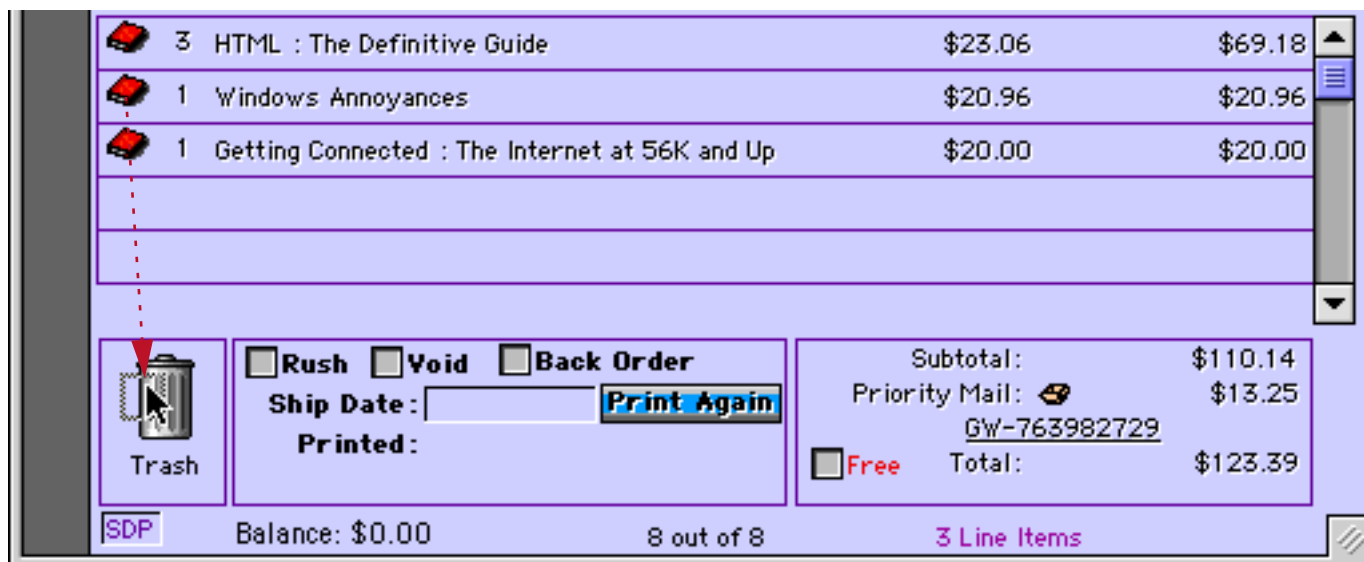 3 HTML : The Definitive Guide $23.06 $69.18
1 Windows Annoyances $20.96 $20.96
1 Getting Connected : The Internet at 56K and Up $20.00 $20.00
Rush Void Back Order
Ship Date: Print Again
Printed:
Trash
Subtotal: $110.14
Priority Mail: $13.25
GW-763982729
Free Total: $123.39
SDP Balance: $0.00 8 out of 8 3 Line Items